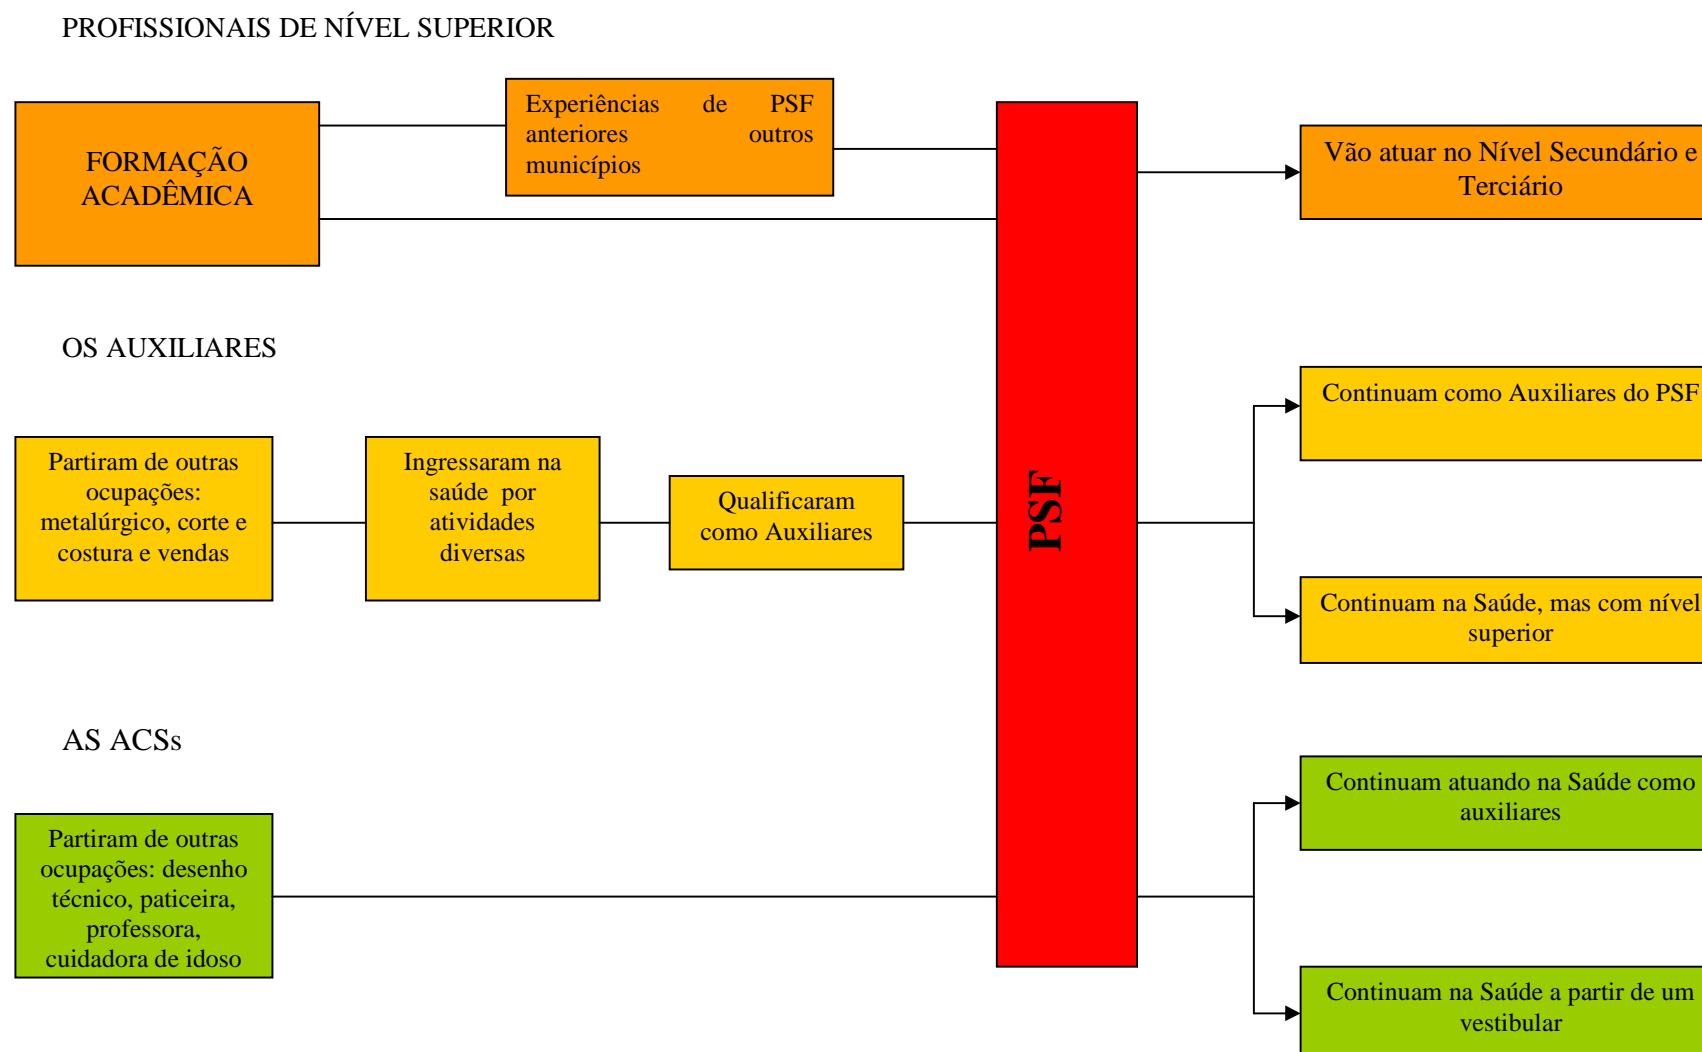 PROFISSIONAIS DE NÍVEL SUPERIOR
FORMAÇÃO
ACADÊMICA
Experiências de PSF
anteriores outros
municípios
Vão atuar no Nível Secundário e
Terciário
OS AUXILIARES
Partiram de outras
ocupações:
metalúrgico, corte e
costura e vendas
Ingressaram na
saúde por
atividades
diversas
Qualificaram
como Auxiliares
PSF
Continuam como Auxiliares do PSF
Continuam na Saúde, mas com nível
superior
AS ACSs
Partiram de outras
ocupações: desenho
técnico, paticeira,
professora,
cuidadora de idoso
Continuam atuando na Saúde como
auxiliares
Continuam na Saúde a partir de um
vestibular